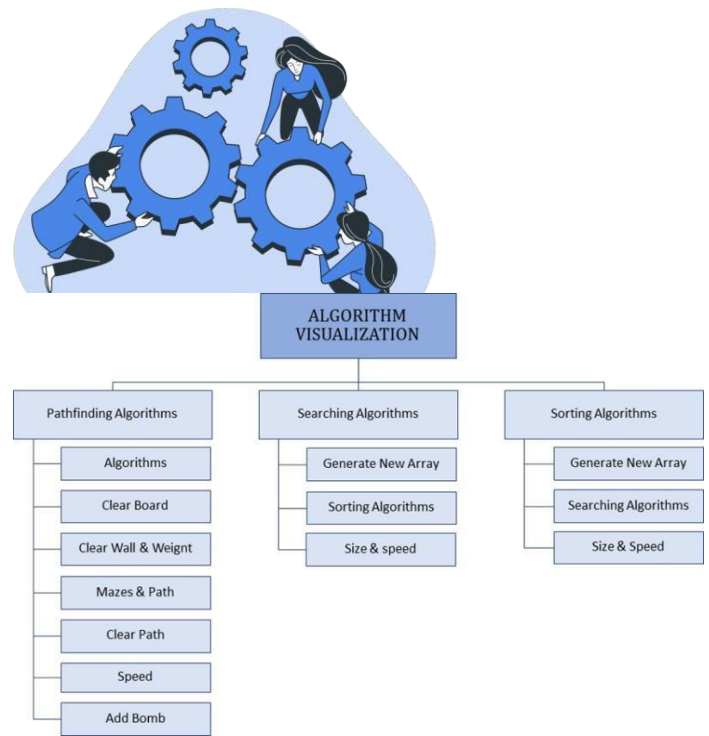 ALGORITHM
VISUALIZATION
Pathfinding Algorithms
Algorithms
Clear Board
Clear Wall & Weignt
Mazes & Path
Clear Path
Speed
Add Bomb
Searching Algorithms
Generate New Array
Sorting Algorithms
Size & speed
Sorting Algorithms
Generate New Array
Searching Algorithms
Size & Speed